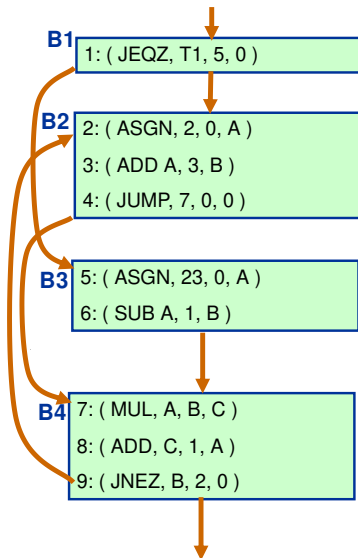 B1
1: ( JEQZ, T1, 5, 0 )
B2
2: ( ASGN, 2, 0, A )
3: ( ADD A, 3, B )
4: ( JUMP, 7, 0, 0 )
B3
5: ( ASGN, 23, 0, A )
6: ( SUB A, 1, B )
B4
7: ( MUL, A, B, C )
8: ( ADD, C, 1, A )
9: ( JNEZ, B, 2, 0 )